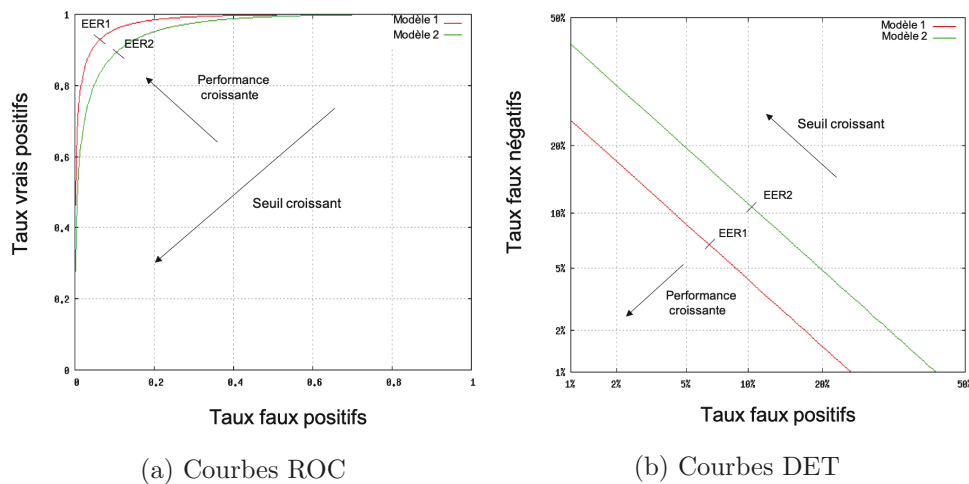 Modèle 1
Modèle 2
EER1
EER2
Performance
croissante
Seuil croissant
Taux vrais positifs
1
0.8
0.6
0.4
0.2
0
0
0.2
0.4
0.6
0.8
1
Taux faux positifs
(a) Courbes ROC
Modèle 1
Modèle 2
Seuil croissant
EER2
EER1
Performance
croissante
Taux faux négatifs
50%
20%
10%
5%
2%
1%
1%
2%
5%
10%
20%
50%
Taux faux positifs
(b) Courbes DET